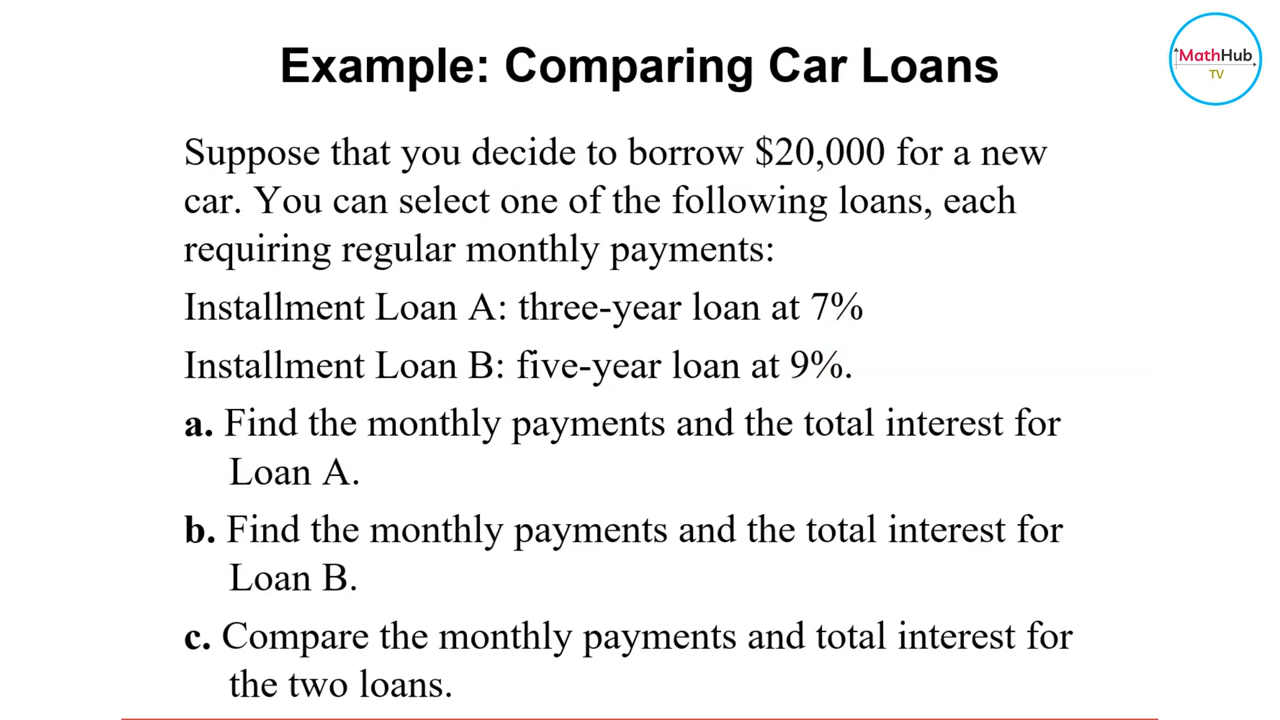 MathHub
TV
Example: Comparing Car Loans
Suppose that you decide to borrow $20,000 for a new
car. You can select one of the following loans, each
requiring regular monthly payments:
Installment Loan A: three-year loan at 7%
Installment Loan B: five-year loan at 9%.
a. Find the monthly payments and the total interest for
Loan A.
b. Find the monthly payments and the total interest for
Loan B.
c. Compare the monthly payments and total interest for
the two loans.